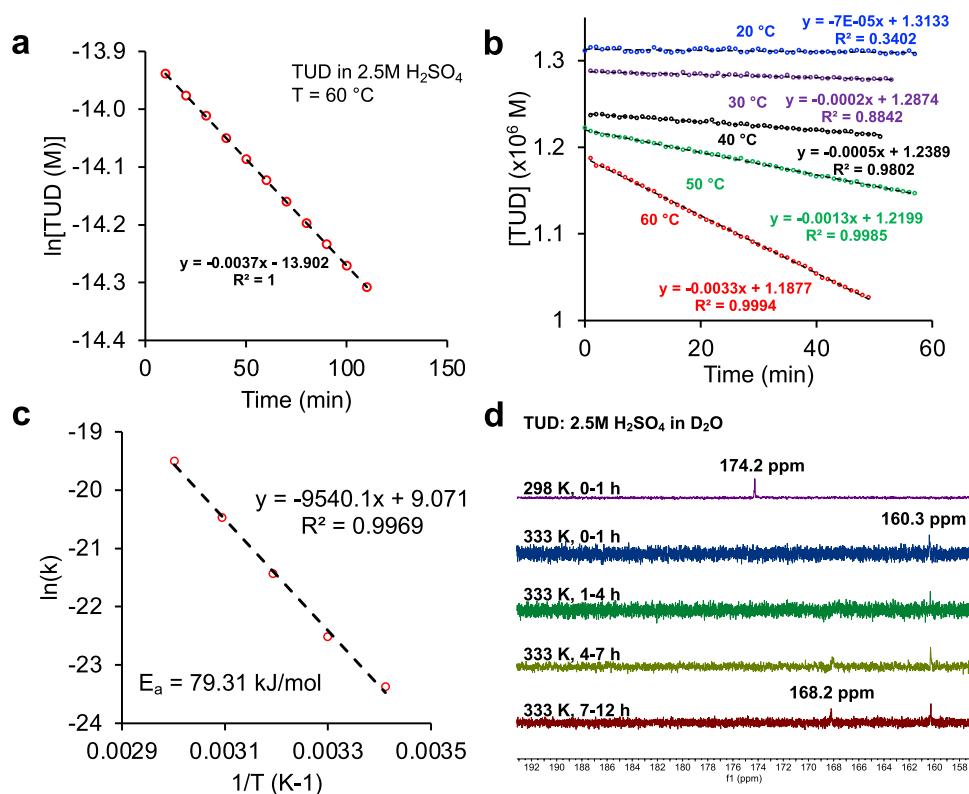 a
−13.9
−14.0
−14.1
−14.2
−14.3
−14.4
ln[TUD (M)]
TUD in 2.5M H₂SO₄
T = 60 °C
y = -0.0037x - 13.902
R² = 1
0
50
100
150
Time (min)
b
1.3
1.2
1.1
1
[TUD] (x10⁶ M)
20 °C
y = -7E-05x + 1.3133
R² = 0.3402
30 °C
y = -0.0002x + 1.2874
R² = 0.8842
40 °C
y = -0.0005x + 1.2389
R² = 0.9802
50 °C
y = -0.0013x + 1.2199
R² = 0.9985
60 °C
y = -0.0033x + 1.1877
R² = 0.9994
0
20
40
60
Time (min)
c
-19
-20
-21
-22
-23
-24
ln(k)
y = -9540.1x + 9.071
R² = 0.9969
Eₐ = 79.31 kJ/mol
0.0029
0.0031
0.0033
0.0035
1/T (K-1)
d
TUD: 2.5M H₂SO₄ in D₂O
174.2 ppm
298 K, 0-1 h
160.3 ppm
333 K, 0-1 h
333 K, 1-4 h
333 K, 4-7 h
168.2 ppm
333 K, 7-12 h
192 190 188 186 184 182 180 178 176 174 172 170 168 166 164 162 160 158
f1 (ppm)